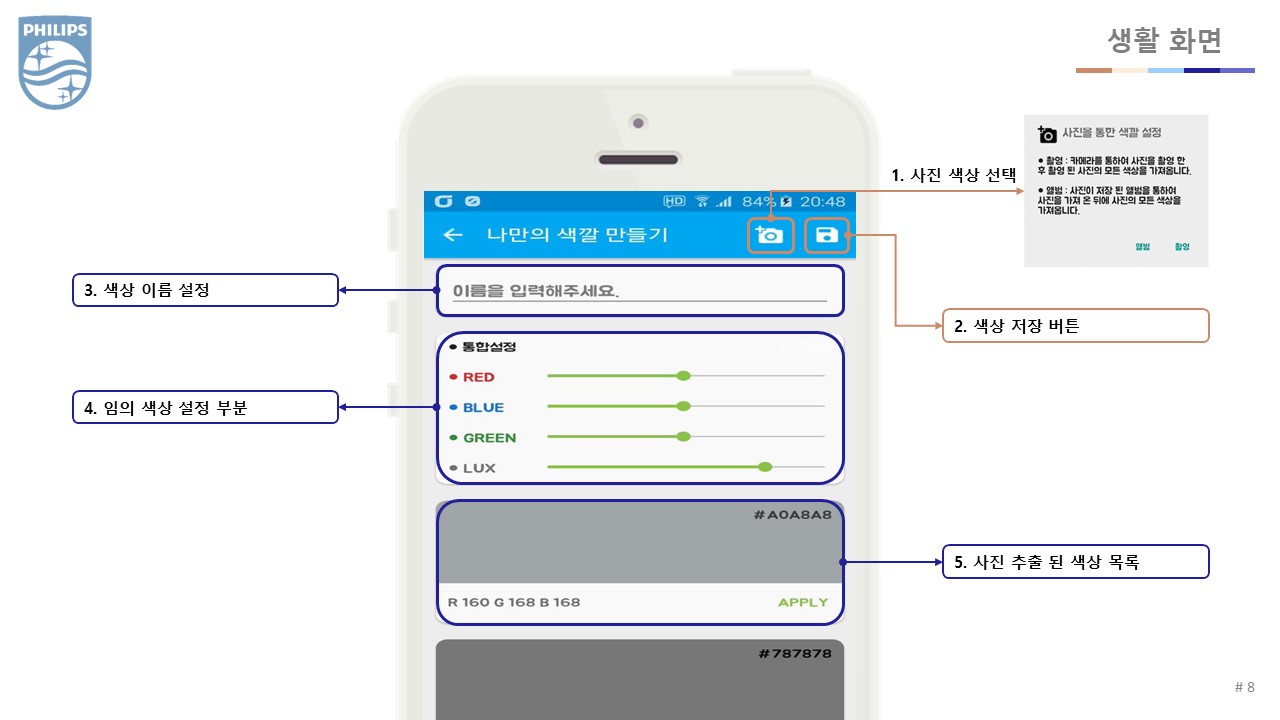 PHILIPS
생활 화면
1. 사진 색상 선택
사진을 통한 색깔 설정
● 촬영 : 카메라를 통하여 사진을 촬영 한
후 촬영 된 사진의 모든 색상을 가져옵니다.
● 앨범 : 사진이 저장 된 앨범을 통하여
사진을 가져 온 뒤에 사진의 모든 색상을
가져옵니다.
앨범 촬영
HD 84% 20:48
나만의 색깔 만들기
3. 색상 이름 설정
이름을 입력해주세요.
2. 색상 저장 버튼
● 통합설정
● RED
● BLUE
● GREEN
● LUX
4. 임의 색상 설정 부분
#A0A8A8
R 160 G 168 B 168
APPLY
5. 사진 추출 된 색상 목록
#787878
# 8